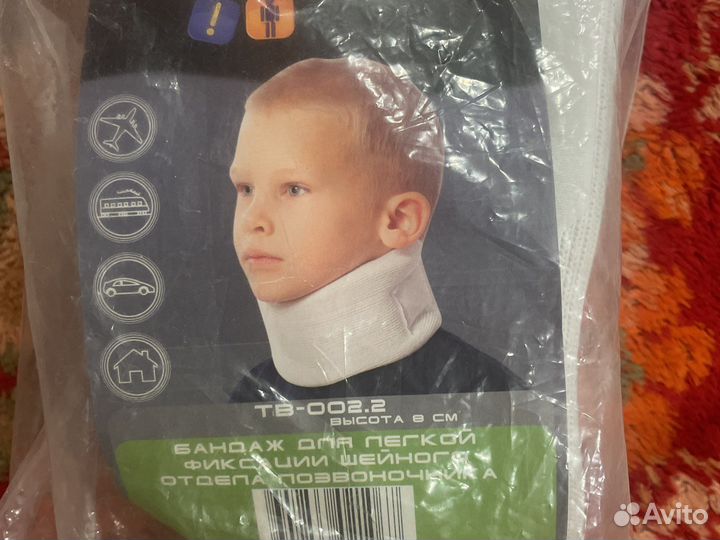 ТВ-002.2
ВЫСОТА 8 СМ
БАНДАЖ ДЛЯ ЛЕГКОЙ
ФИКСАЦИИ ШЕЙНОГО
ОТДЕЛА ПОЗВОНОЧНИКА
Avito